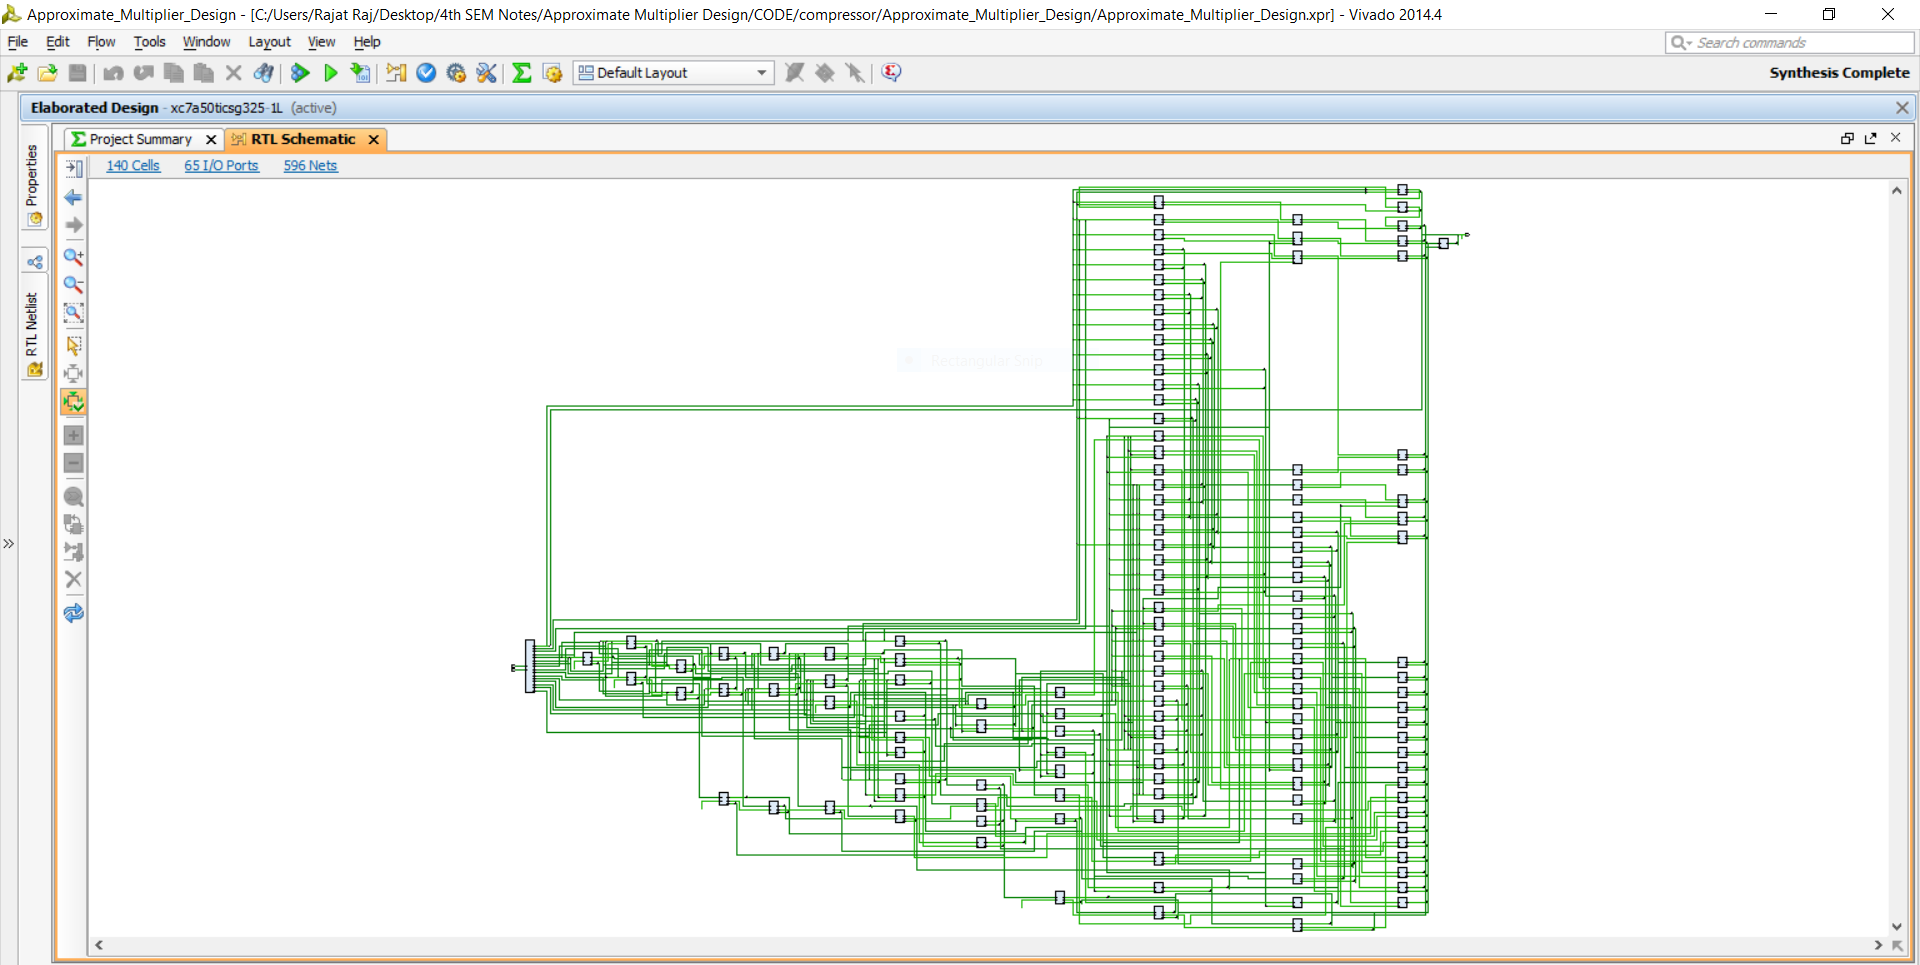 Approximate_Multiplier_Design - [C:/Users/Rajat Raj/Desktop/4th SEM Notes/Approximate Multiplier Design/CODE/compressor/Approximate_Multiplier_Design/Approximate_Multiplier_Design.xpr] - Vivado 2014.4
File Edit Flow Tools Window Layout View Help
Search commands
Default Layout
Synthesis Complete
Elaborated Design - xc7a50ticsg325-1L (active)
Project Summary
RTL Schematic
140 Cells 65 I/O Ports 596 Nets
Properties
RTL Netlist
Rectangular Snip